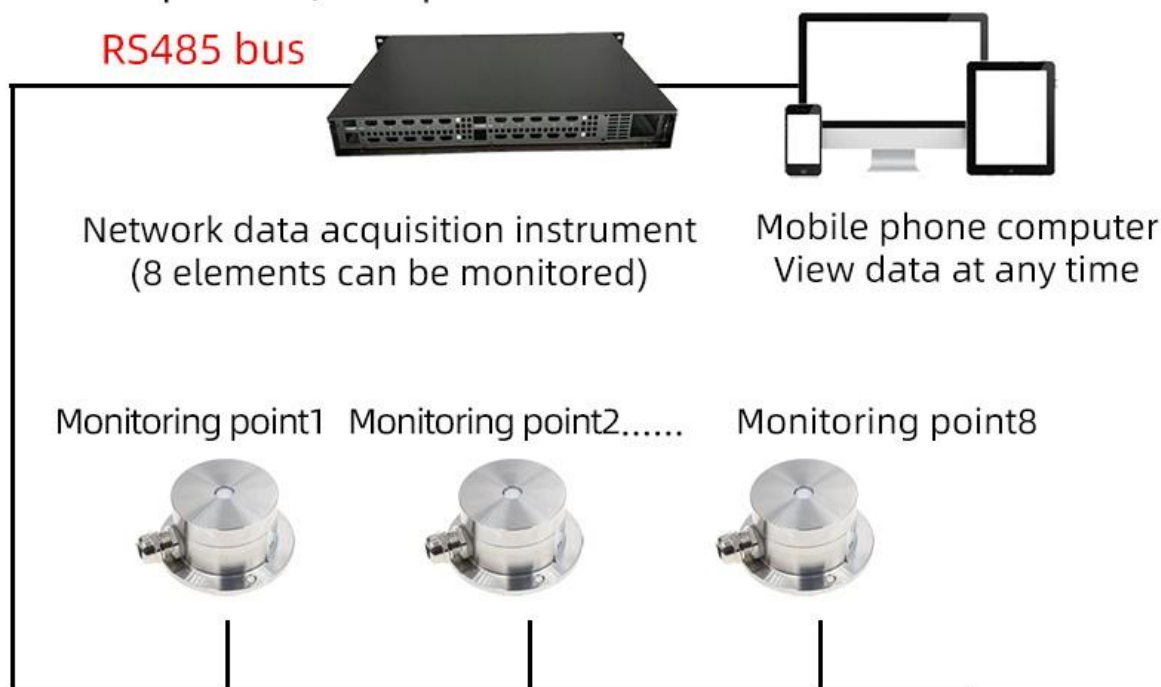 RS485 bus
Network data acquisition instrument
(8 elements can be monitored)
Mobile phone computer
View data at any time
Monitoring point1
Monitoring point2......
Monitoring point8